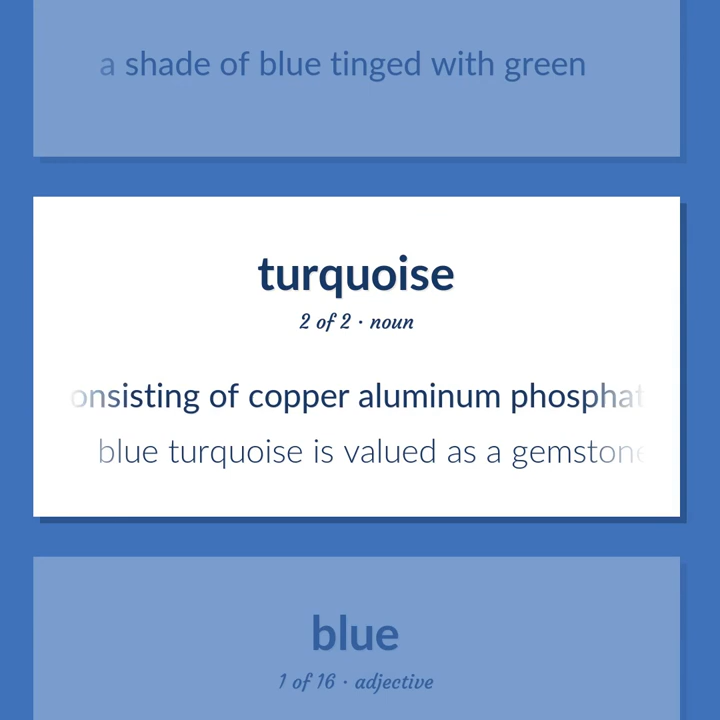 a shade of blue tinged with green
turquoise
2 of 2 · noun
onsisting of copper aluminum phosphat
blue turquoise is valued as a gemstone
blue
1 of 16 · adjective